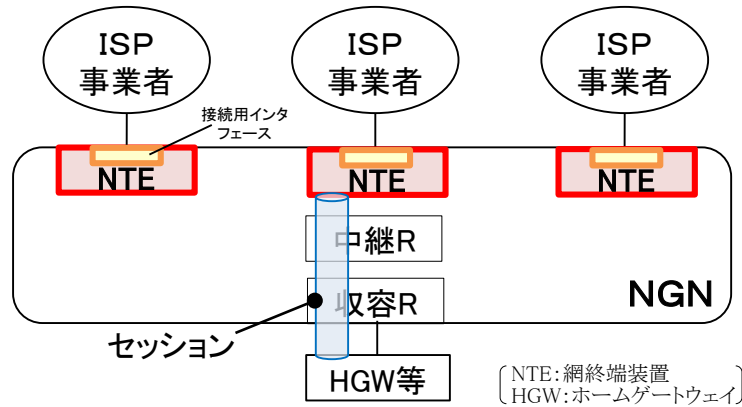 ISP
事業者
ISP
事業者
ISP
事業者
接続用インタ
フェース
NTE
NTE
NTE
中継R
収容R
NGN
セッション
HGW等
NTE:網終端装置
HGW:ホームゲートウェイ